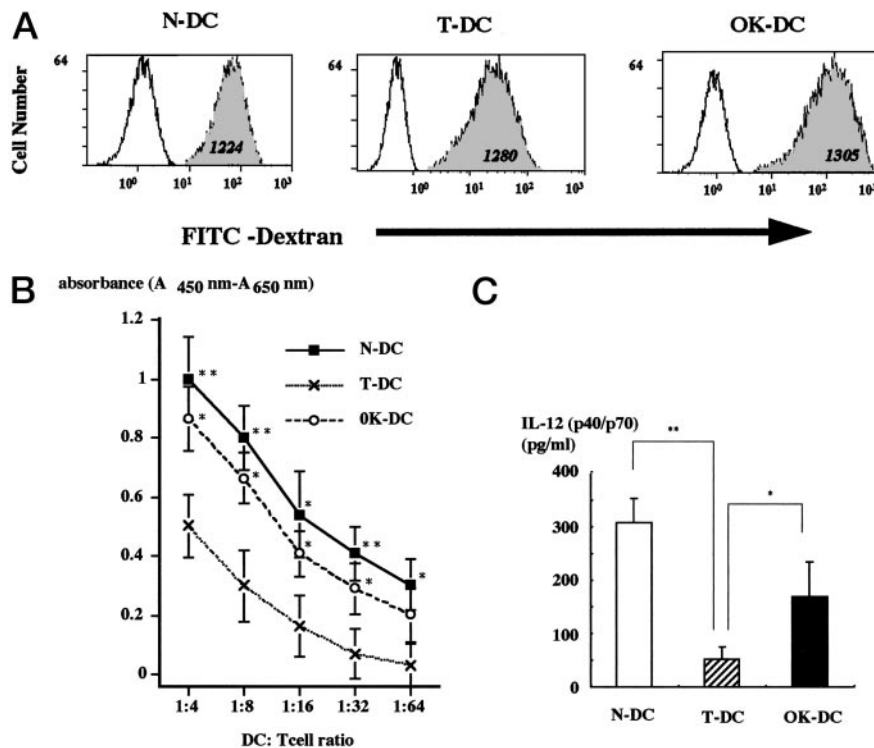 A
N-DC
T-DC
OK-DC
Cell Number
64
64
64
1224
1280
1305
10⁰ 10¹ 10² 10³
10⁰ 10¹ 10² 10³
10⁰ 10¹ 10² 10³
FITC -Dextran
B
absorbance (A 450 nm-A 650 nm)
1.2
1
0.8
0.6
0.4
0.2
0
N-DC
T-DC
0K-DC
**
*
**
*
*
*
**
*
*
1:4 1:8 1:16 1:32 1:64
DC: Tcell ratio
C
IL-12 (p40/p70)
(pg/ml)
**
*
400
300
200
100
50
0
N-DC T-DC OK-DC